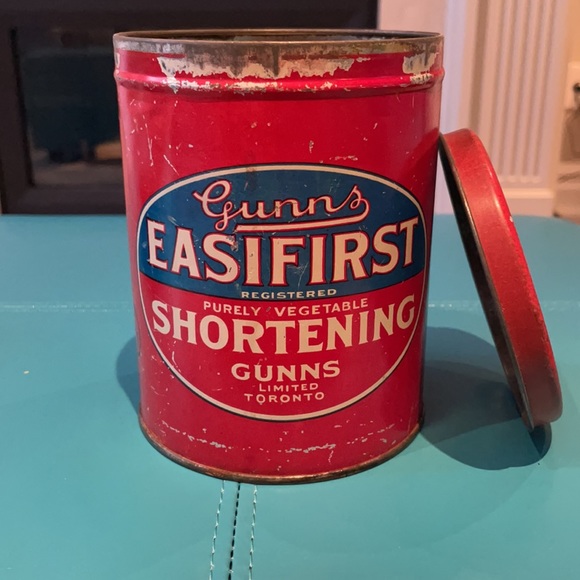 Gunns
EASIFIRST
REGISTERED
PURELY VEGETABLE
SHORTENING
GUNNS
LIMITED
TORONTO